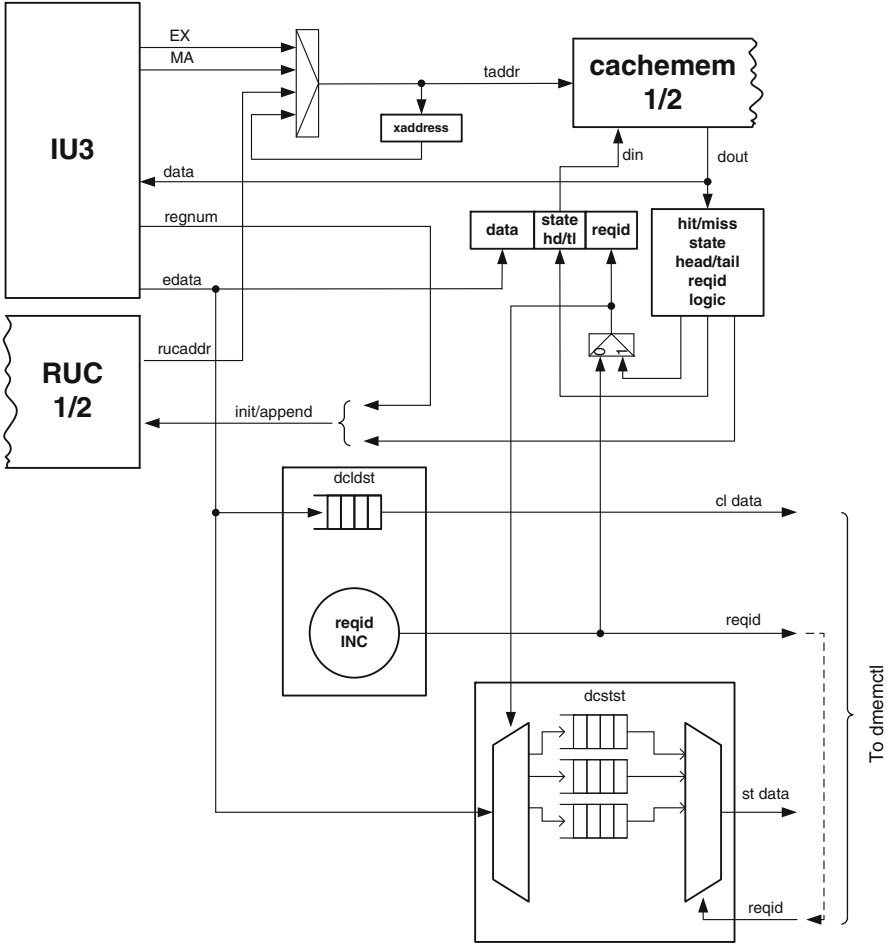 EX
MA
IU3
taddr
cachemem
1/2
xaddress
din
dout
data
regnum
edata
data
state
hd/tl
reqid
hit/miss
state
head/tail
reqid
logic
0
1
rucaddr
RUC
1/2
init/append
dcldst
cl data
reqid
INC
reqid
dcstst
st data
reqid
To dmemctl